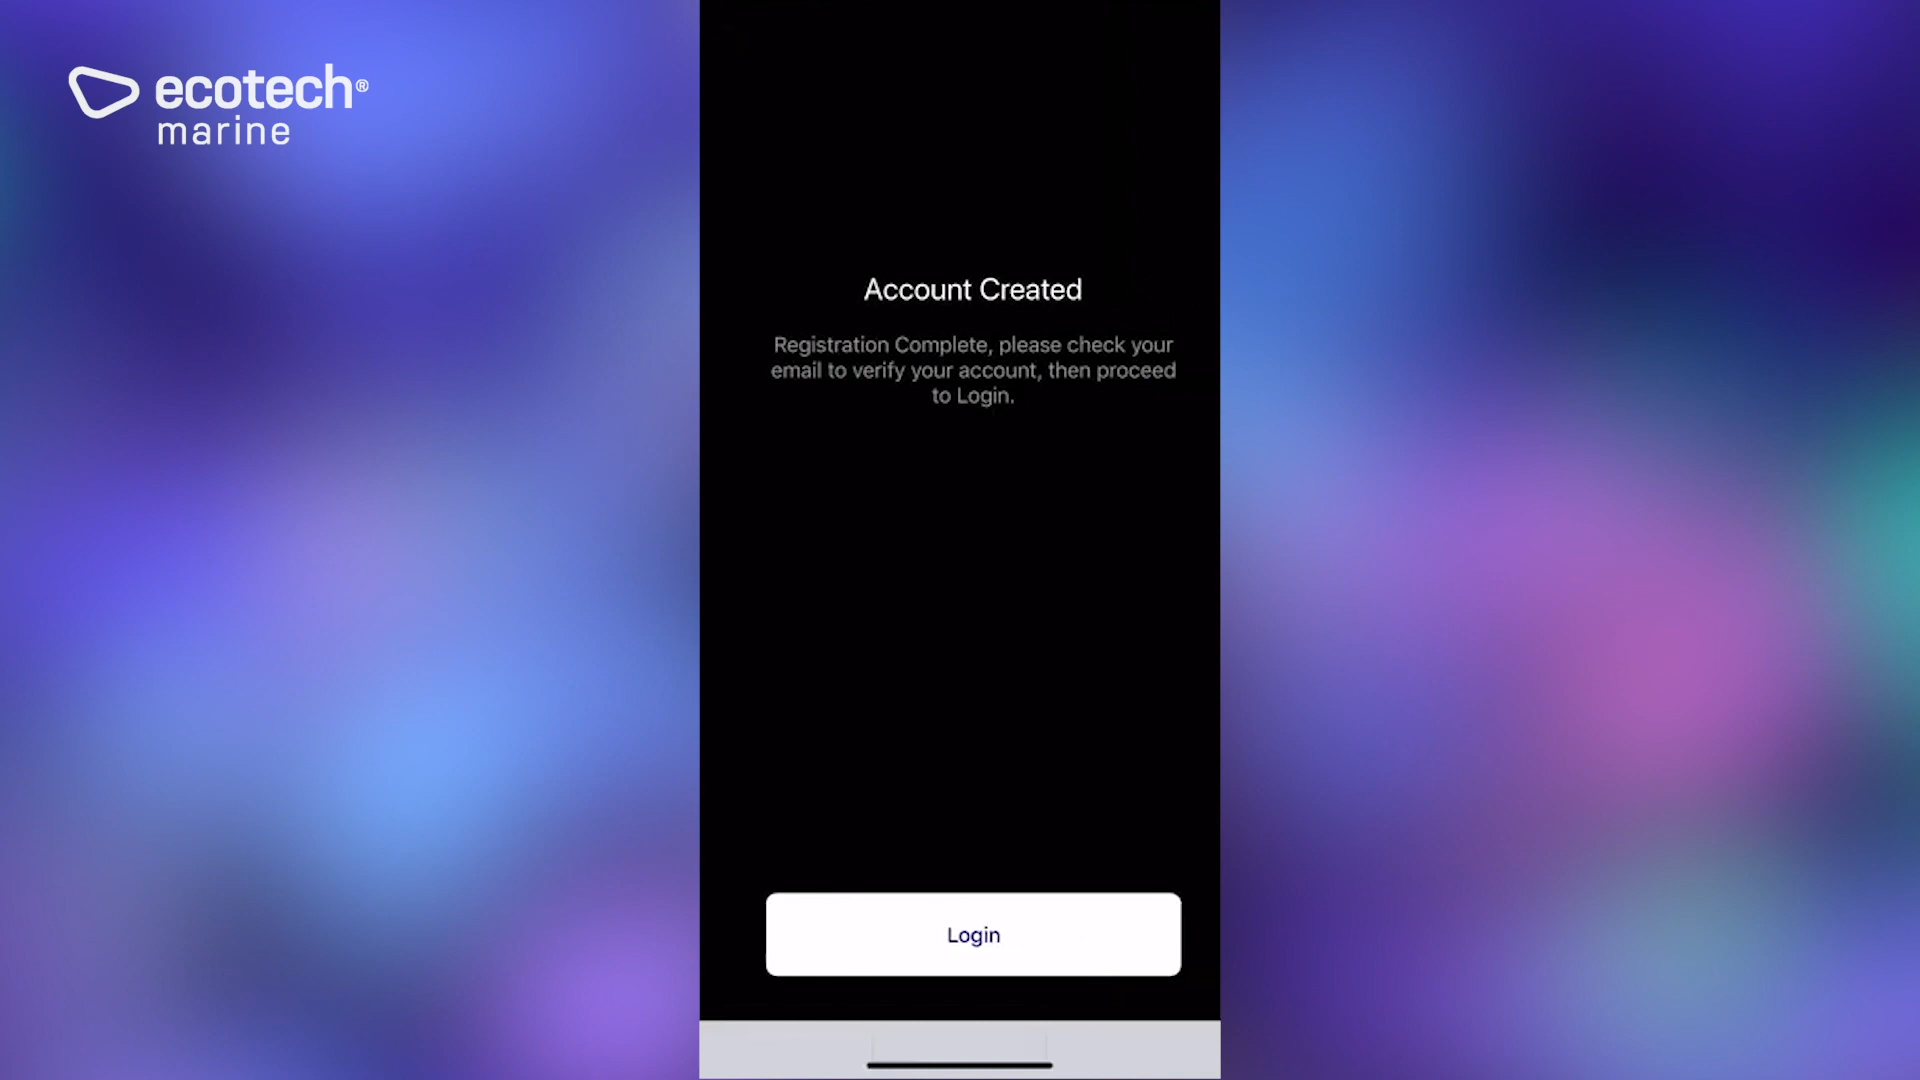 ecotech®
marine
Account Created
Registration Complete, please check your
email to verify your account, then proceed
to Login.
Login